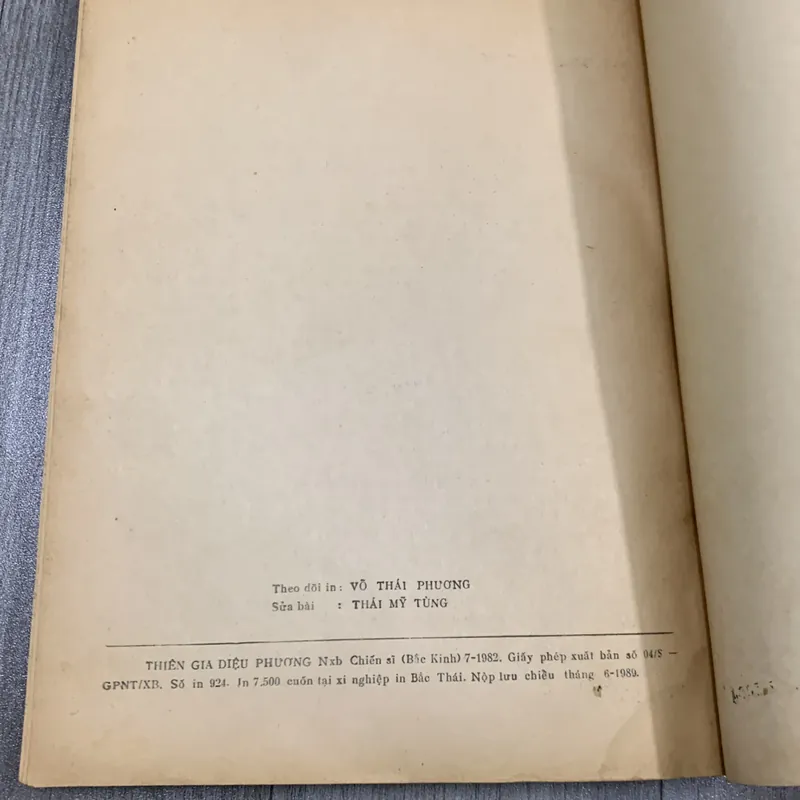 Theo dõi in: VÕ THÁI PHƯƠNG
Sửa bài : THÁI MỸ TÙNG
THIÊN GIA DIỆU PHƯƠNG Nxb Chiến sĩ (Bắc Kinh) 7-1982. Giấy phép xuất bản số 04/S —
GPNT/XB. Số in 924. In 7.500 cuốn tại xí nghiệp in Bắc Thái. Nộp lưu chiều tháng 6-1989.